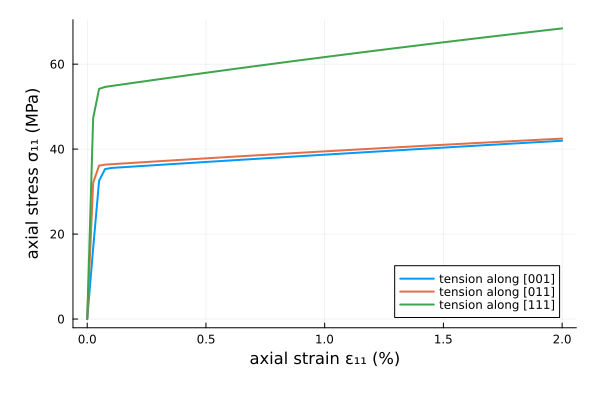 60
40
20
0
axial stress σ₁₁ (MPa)
tension along [001]
tension along [011]
tension along [111]
0.0 0.5 1.0 1.5 2.0
axial strain ε₁₁ (%)